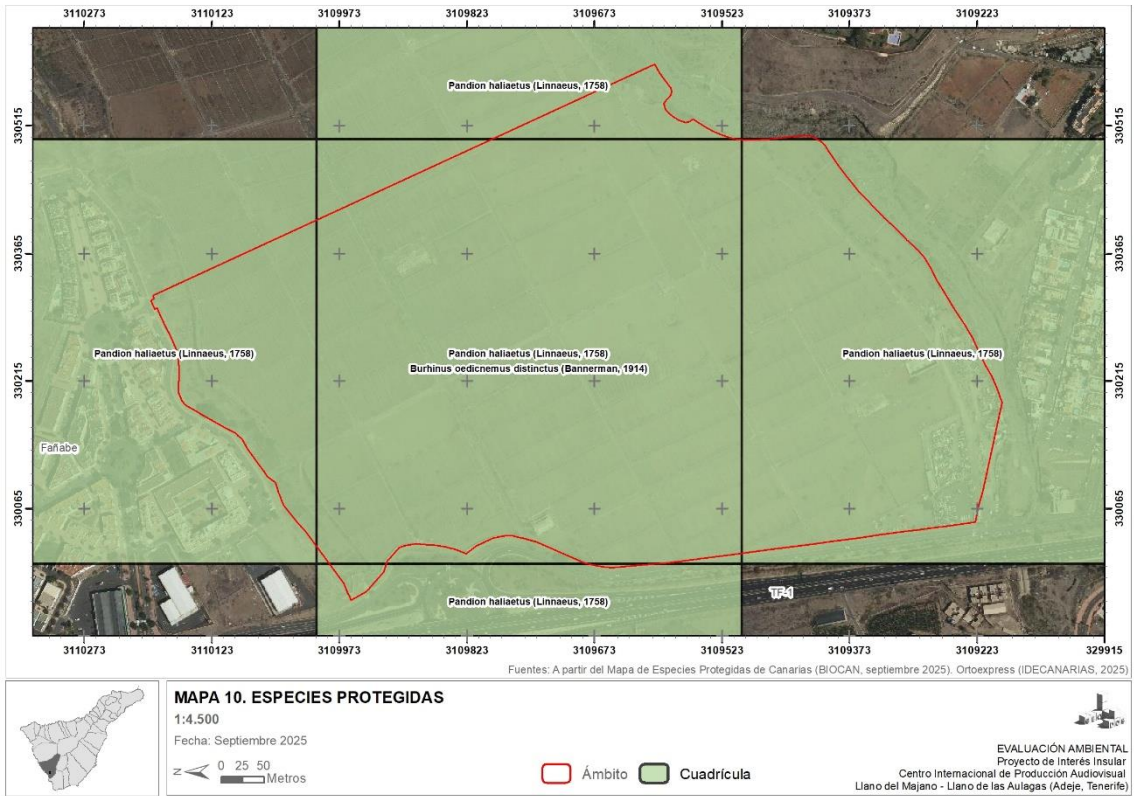 3110273 3110123 3109973 3109823 3109673 3109523 3109373 3109223
Pandion haliaetus (Linnaeus, 1758)
330515 330515
330365 330365
Pandion haliaetus (Linnaeus, 1758) Pandion haliaetus (Linnaeus, 1758) Pandion haliaetus (Linnaeus, 1758)
Burhinus oedicnemus distinctus (Bannerman, 1914)
330215 330215
Fañabe
330065 330065
TF-1
Pandion haliaetus (Linnaeus, 1758)
3110273 3110123 3109973 3109823 3109673 3109523 3109373 3109223 329915
Fuentes: A partir del Mapa de Especies Protegidas de Canarias (BIOCAN, septiembre 2025). Ortoexpress (IDECANARIAS, 2025)
MAPA 10. ESPECIES PROTEGIDAS
1:4.500
Fecha: Septiembre 2025
N 0 25 50
Metros
Ámbito Cuadrícula
EVALUACIÓN AMBIENTAL
Proyecto de Interés Insular
Centro Internacional de Producción Audiovisual
Llano del Majano - Llano de las Aulagas (Adeje, Tenerife)